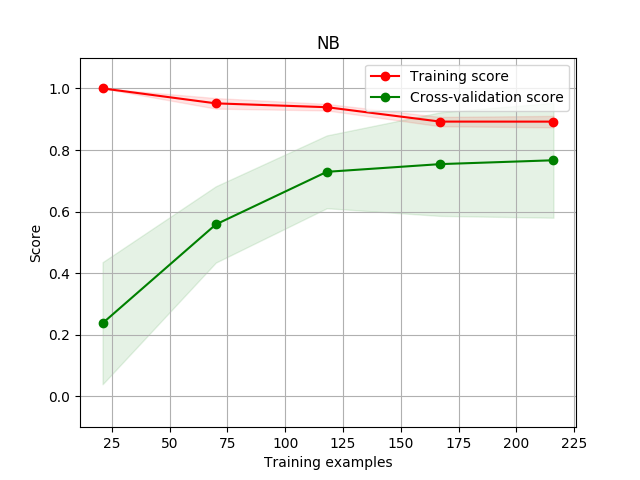 NB
Training score
Cross-validation score
1.0
0.8
0.6
0.4
0.2
0.0
Score
25 50 75 100 125 150 175 200 225
Training examples